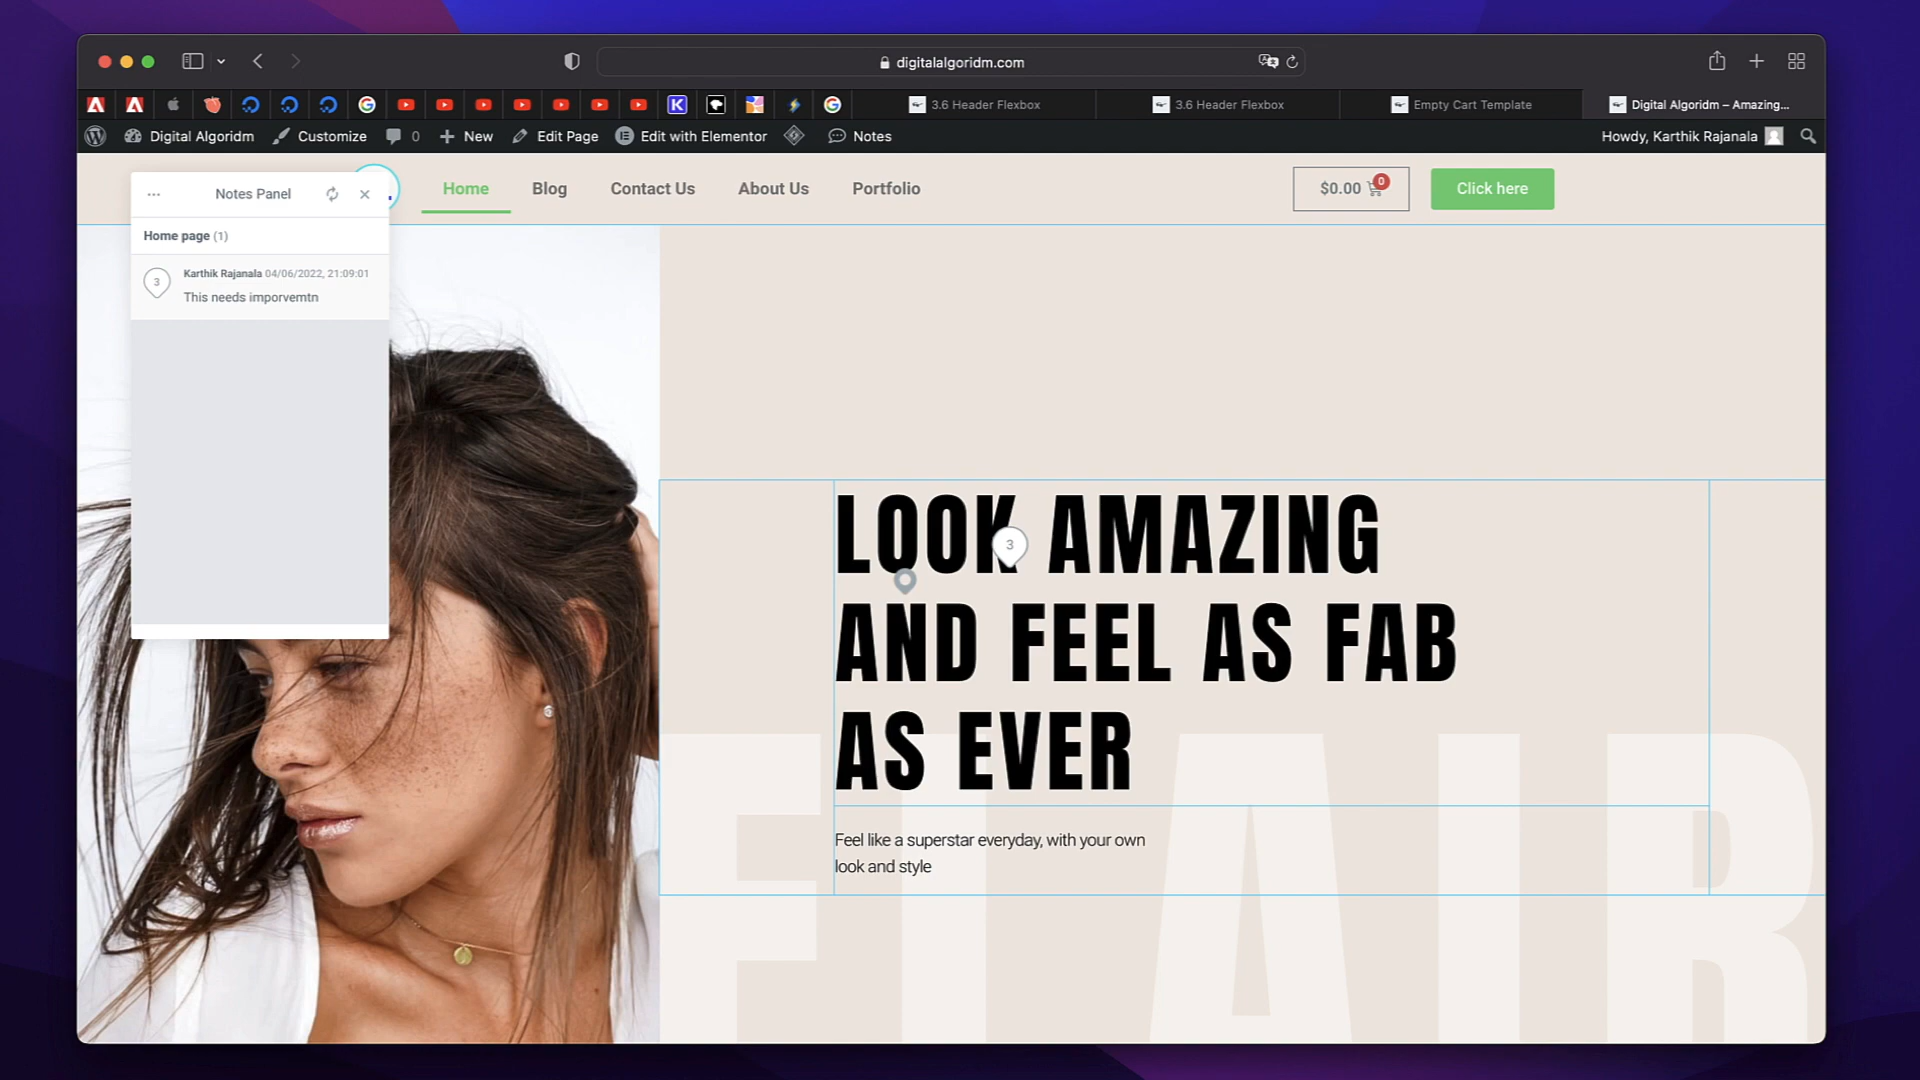 digitalalgoridm.com
3.6 Header Flexbox
3.6 Header Flexbox
Empty Cart Template
Digital Algoridm – Amazing...
Digital Algoridm
Customize
0
New
Edit Page
Edit with Elementor
Notes
Howdy, Karthik Rajanala
Notes Panel
Home
Blog
Contact Us
About Us
Portfolio
$0.00
0
Click here
Home page (1)
3
Karthik Rajanala 04/06/2022, 21:09:01
This needs imporvemtn
LOOK AMAZING
3
AND FEEL AS FAB
AS EVER
Feel like a superstar everyday, with your own
look and style
FLAIR